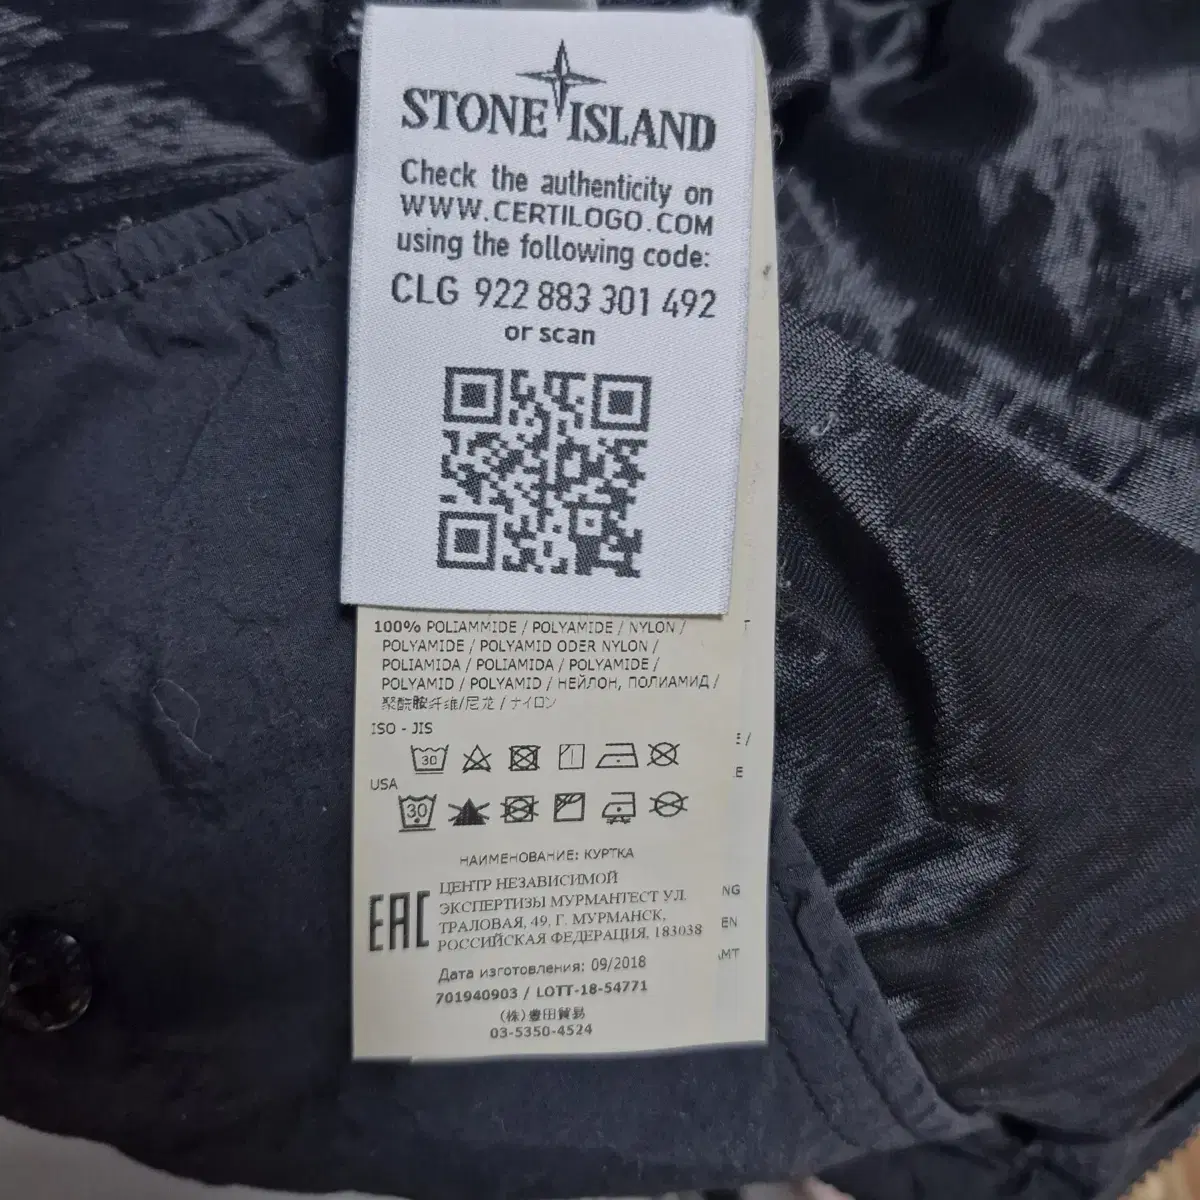 STONE ISLAND
Check the authenticity on
WWW.CERTILOGO.COM
using the following code:
CLG 922 883 301 492
or scan
100% POLIAMMIDE / POLYAMIDE / NYLON /
POLYAMIDE / POLYAMID ODER NYLON /
POLIAMIDA / POLIAMIDA / POLYAMIDE /
POLYAMID / POLYAMID / НЕЙЛОН, ПОЛИАМИД /
聚酰胺纤维/尼龙 / ナイロン
ISO - JIS
30
USA
30
НАИМЕНОВАНИЕ: КУРТКА
EAC
ЦЕНТР НЕЗАВИСИМОЙ
ЭКСПЕРТИЗЫ МУРМАНТЕСТ УЛ.
ТРАЛОВАЯ, 49, Г. МУРМАНСК,
РОССИЙСКАЯ ФЕДЕРАЦИЯ, 183038
Дата изготовления: 09/2018
701940903 / LOTT-18-54771
(株)豊田貿易
03-5350-4524